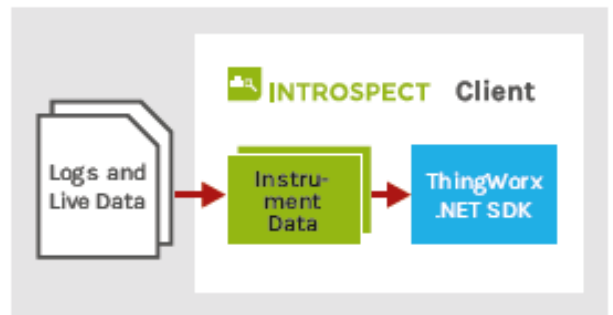 INTROSPECT Client
Logs and
Live Data
Instru-
ment
Data
ThingWorx
.NET SDK